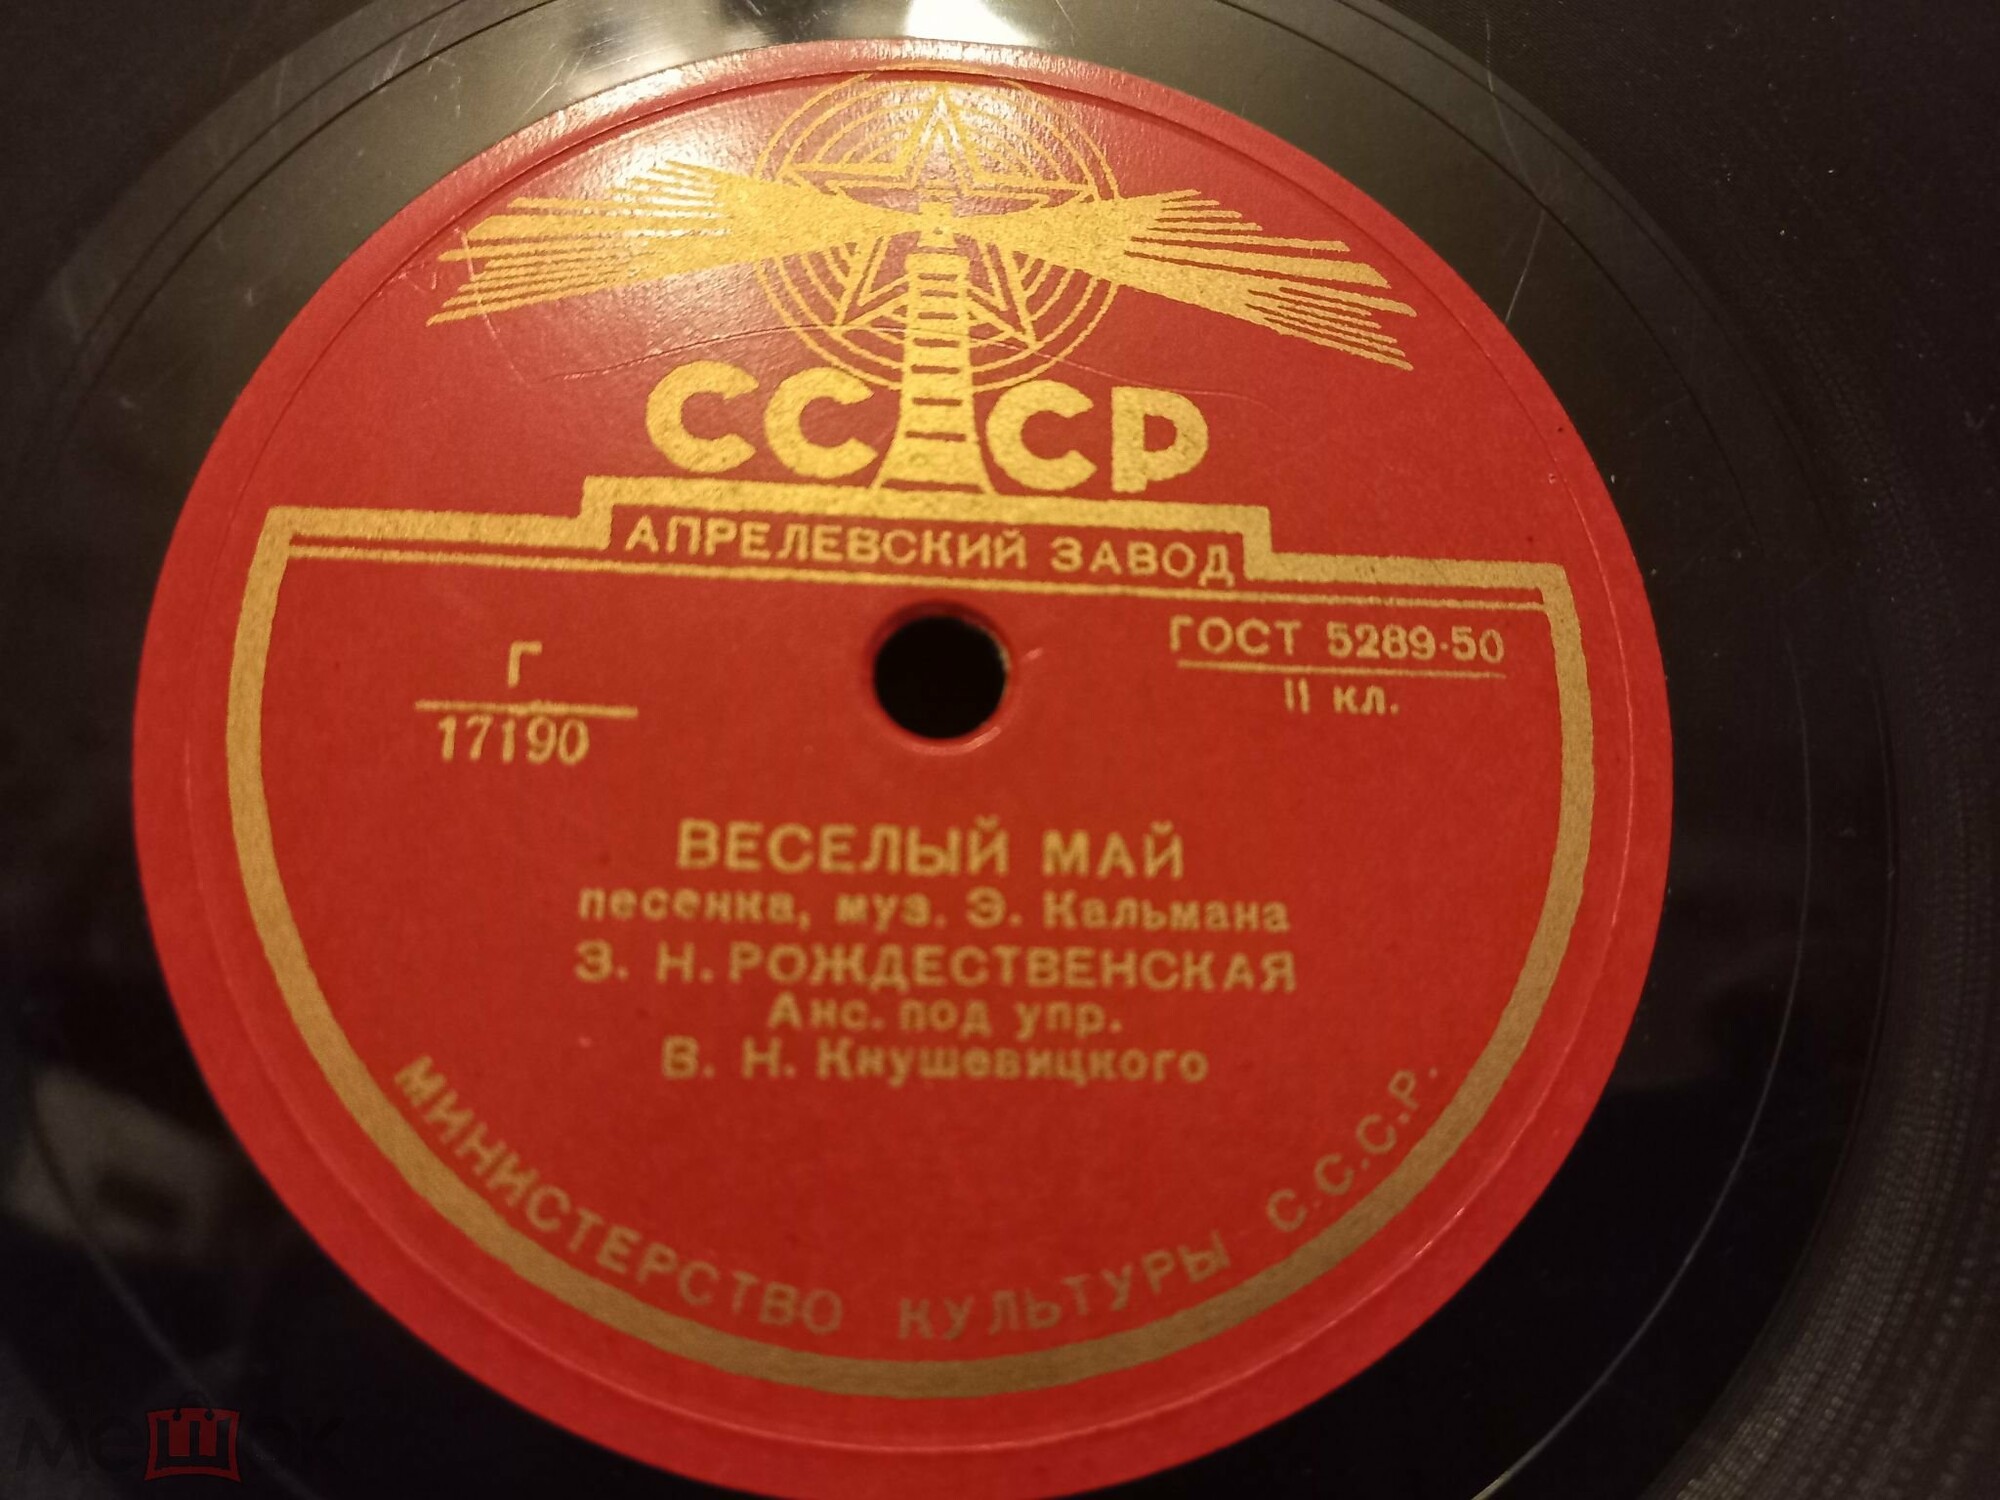 СССР
АПРЕЛЕВСКИЙ ЗАВОД
Г
17190
ГОСТ 5289-50
II кл.
ВЕСЕЛЫЙ МАЙ
песенка, муз. Э. Кальмана
З. Н. РОЖДЕСТВЕНСКАЯ
Анс. под упр.
В. Н. Кнушевицкого
МИНИСТЕРСТВО КУЛЬТУРЫ С.С.С.Р.
мешок